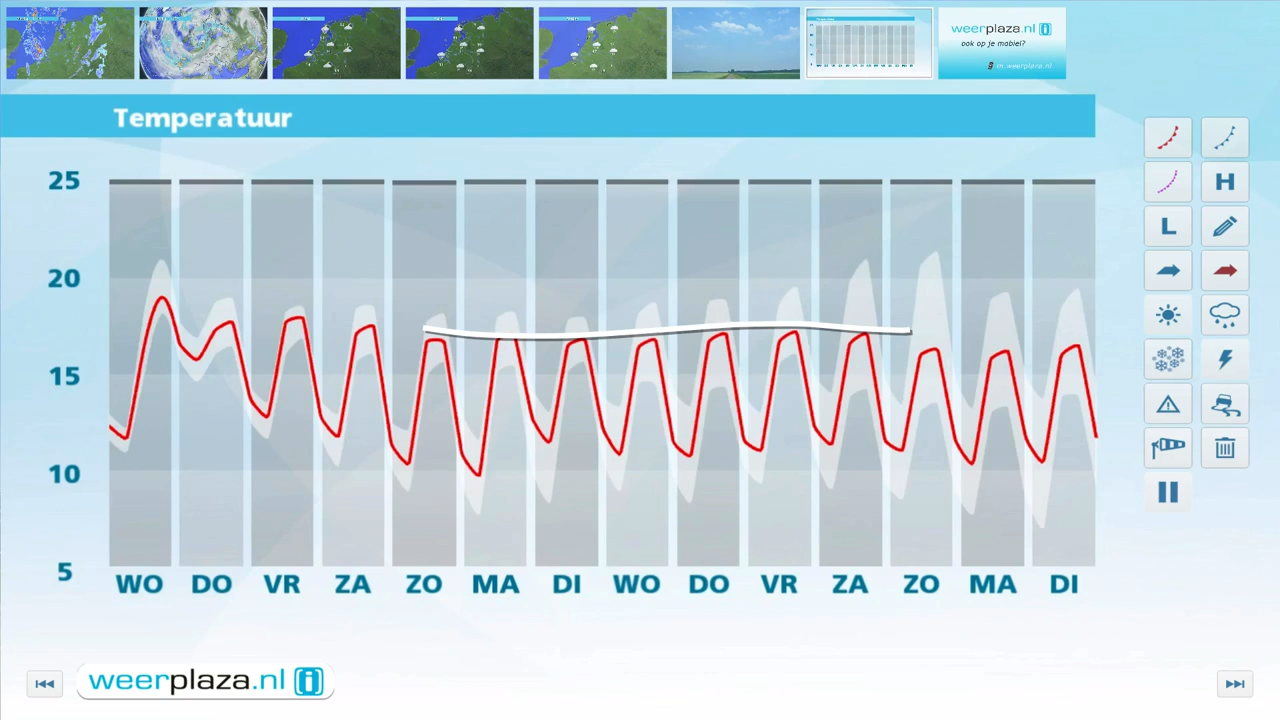 weerplaza.nl
ook op je mobiel?
m.weerplaza.nl
Temperatuur
25
20
15
10
5
WO DO VR ZA ZO MA DI WO DO VR ZA ZO MA DI
H
L
weerplaza.nl